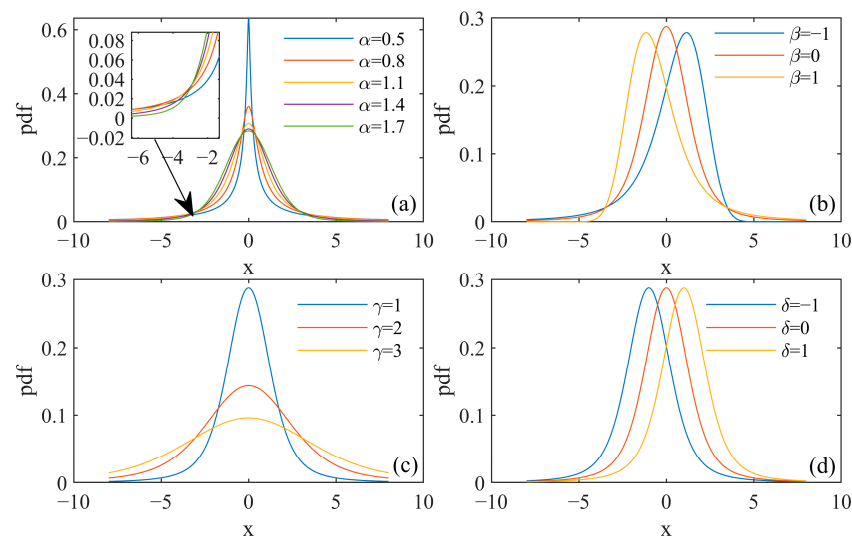 0.6
0.4
0.2
0
pdf
0.08
0.06
0.04
0.02
0
−0.02
−6 −4 −2
α=0.5
α=0.8
α=1.1
α=1.4
α=1.7
(a)
−10 −5 0 5 10
x
0.3
0.2
0.1
0
pdf
β=−1
β=0
β=1
(b)
−10 −5 0 5 10
x
0.3
0.2
0.1
0
pdf
γ=1
γ=2
γ=3
(c)
−10 −5 0 5 10
x
0.3
0.2
0.1
0
pdf
δ=−1
δ=0
δ=1
(d)
−10 −5 0 5 10
x